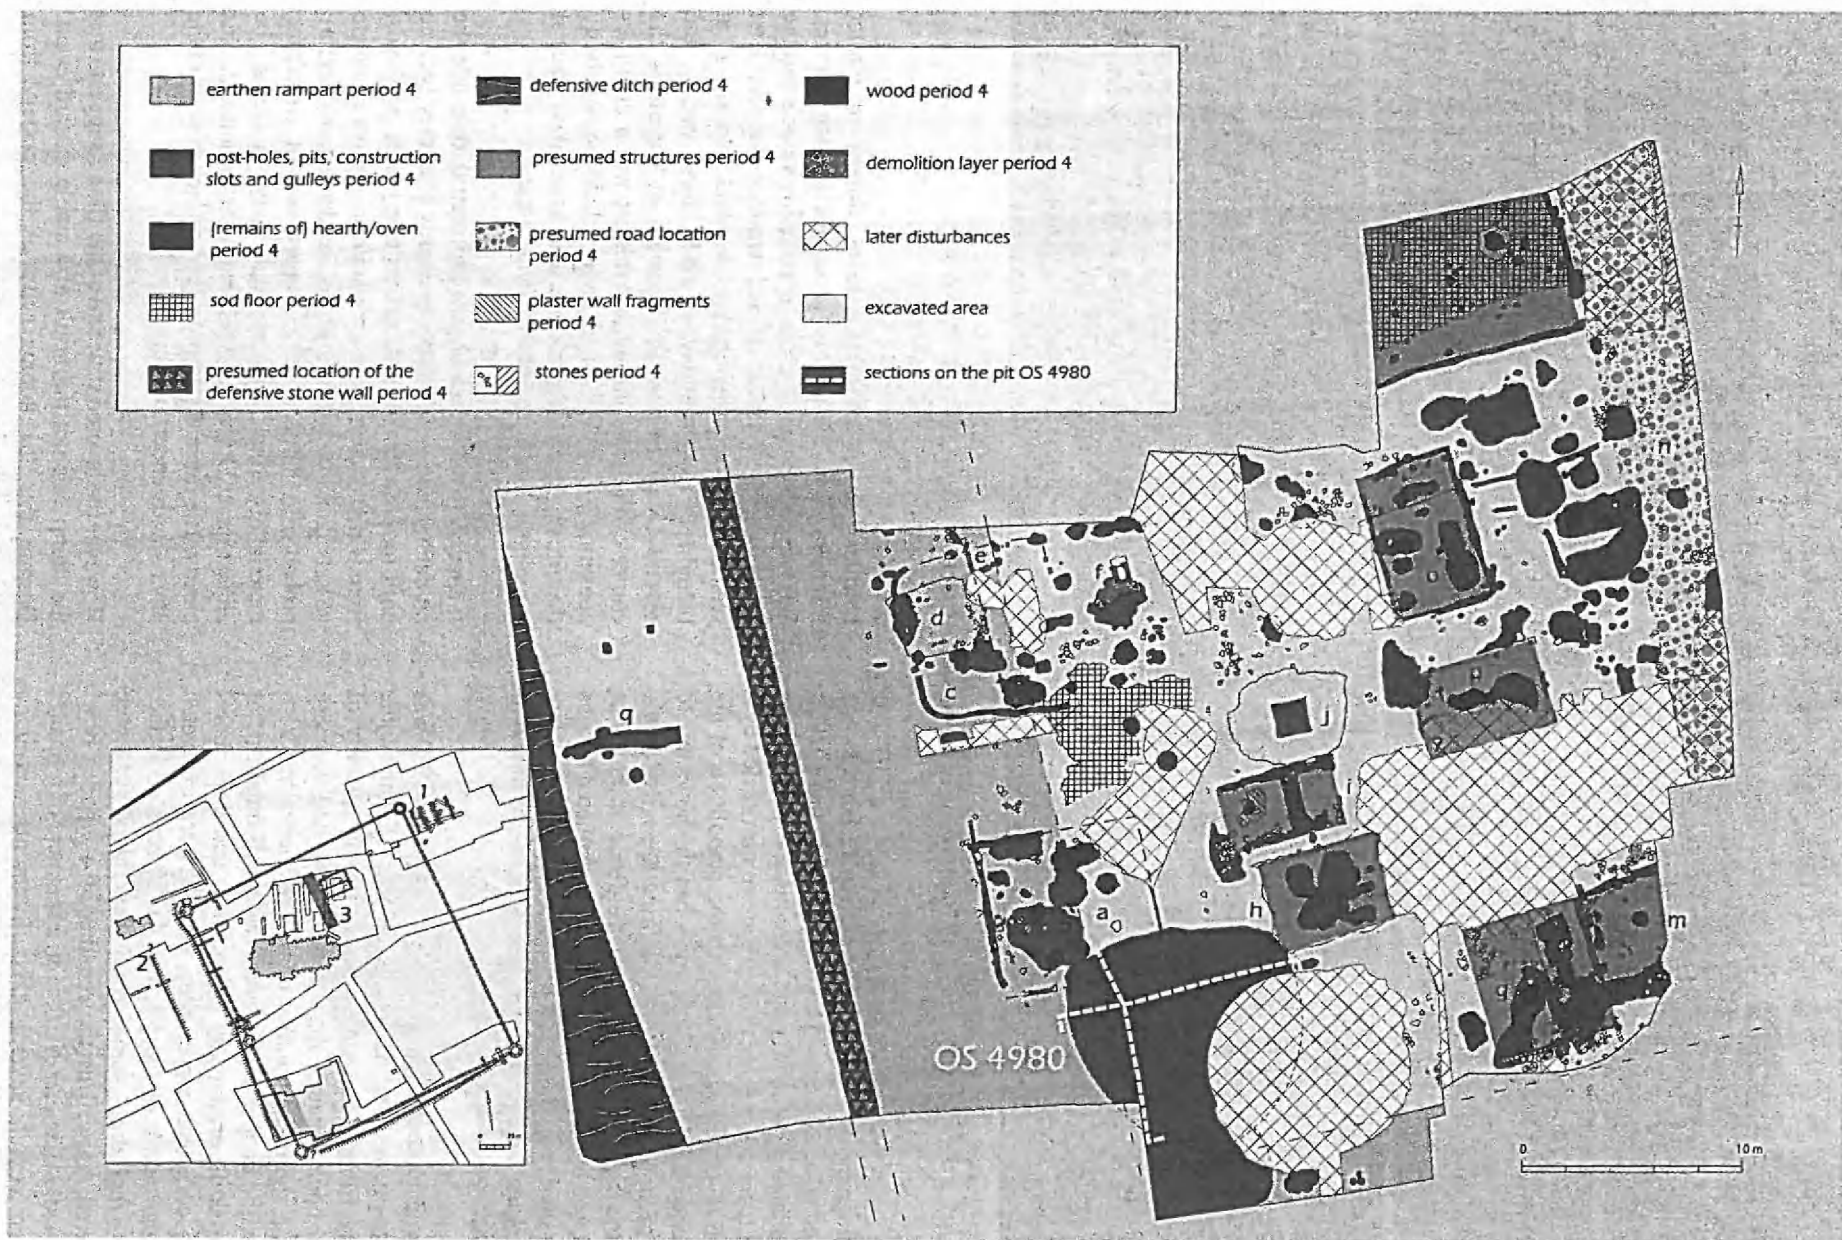 earthen rampart period 4
post-holes, pits, construction
slots and gulleys period 4
(remains of) hearth/oven
period 4
sod floor period 4
presumed location of the
defensive stone wall period 4
defensive ditch period 4
presumed structures period 4
presumed road location
period 4
plaster wall fragments
period 4
stones period 4
wood period 4
demolition layer period 4
later disturbances
excavated area
sections on the pit OS 4980
n
e
f
d
c
q
J
i
a
h
m
g
OS 4980
0 10 m
1
2
3